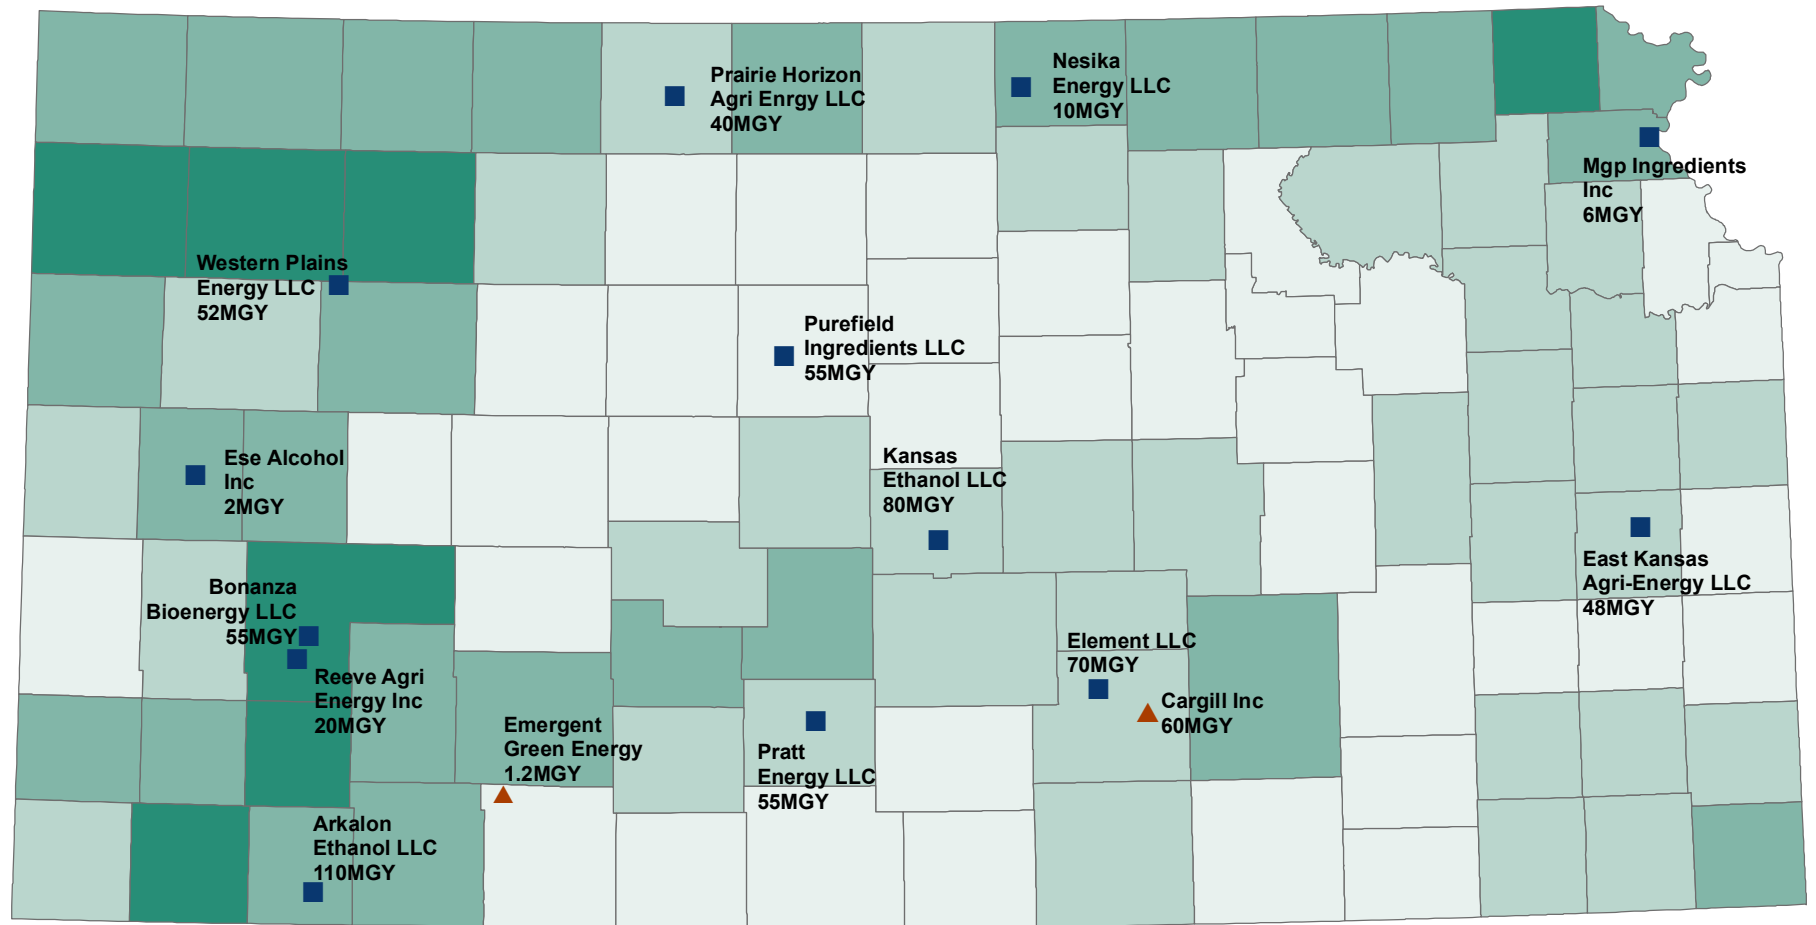 Prairie Horizon
Agri Enrgy LLC
40MGY
Nesika
Energy LLC
10MGY
Mgp Ingredients
Inc
6MGY
Western Plains
Energy LLC
52MGY
Purefield
Ingredients LLC
55MGY
Ese Alcohol
Inc
2MGY
Kansas
Ethanol LLC
80MGY
East Kansas
Agri-Energy LLC
48MGY
Bonanza
Bioenergy LLC
55MGY
Reeve Agri
Energy Inc
20MGY
Element LLC
70MGY
Cargill Inc
60MGY
Emergent
Green Energy
1.2MGY
Pratt
Energy LLC
55MGY
Arkalon
Ethanol LLC
110MGY